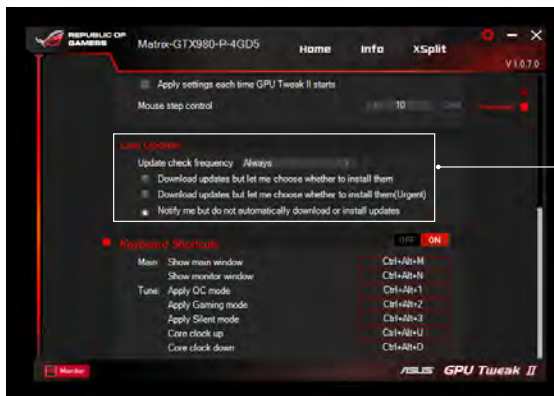 REPUBLIC OF
GAMERS
Matrix-GTX980-P-4GD5
Home Info XSplit
V1.0.7.0
Apply settings each time GPU Tweak II starts
Mouse step control 10
Live Update
Update check frequency Always
Download updates but let me choose whether to install them
Download updates but let me choose whether to install them(Urgent)
Notify me but do not automatically download or install updates
Keyboard Shortcuts OFF ON
Main: Show main window Ctrl+Alt+M
Show monitor window Ctrl+Alt+N
Tune: Apply OC mode Ctrl+Alt+1
Apply Gaming mode Ctrl+Alt+2
Apply Silent mode Ctrl+Alt+3
Core clock up Ctrl+Alt+U
Core clock down Ctrl+Alt+D
Monitor
ASUS GPU Tweak II